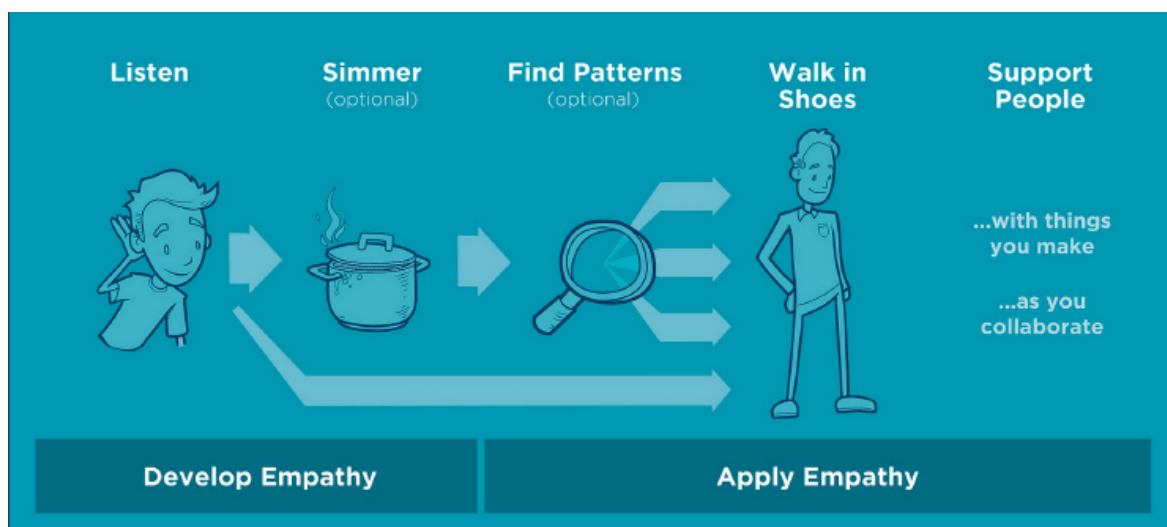 Listen
Simmer
(optional)
Find Patterns
(optional)
Walk in
Shoes
Support
People
...with things
you make
...as you
collaborate
Develop Empathy
Apply Empathy